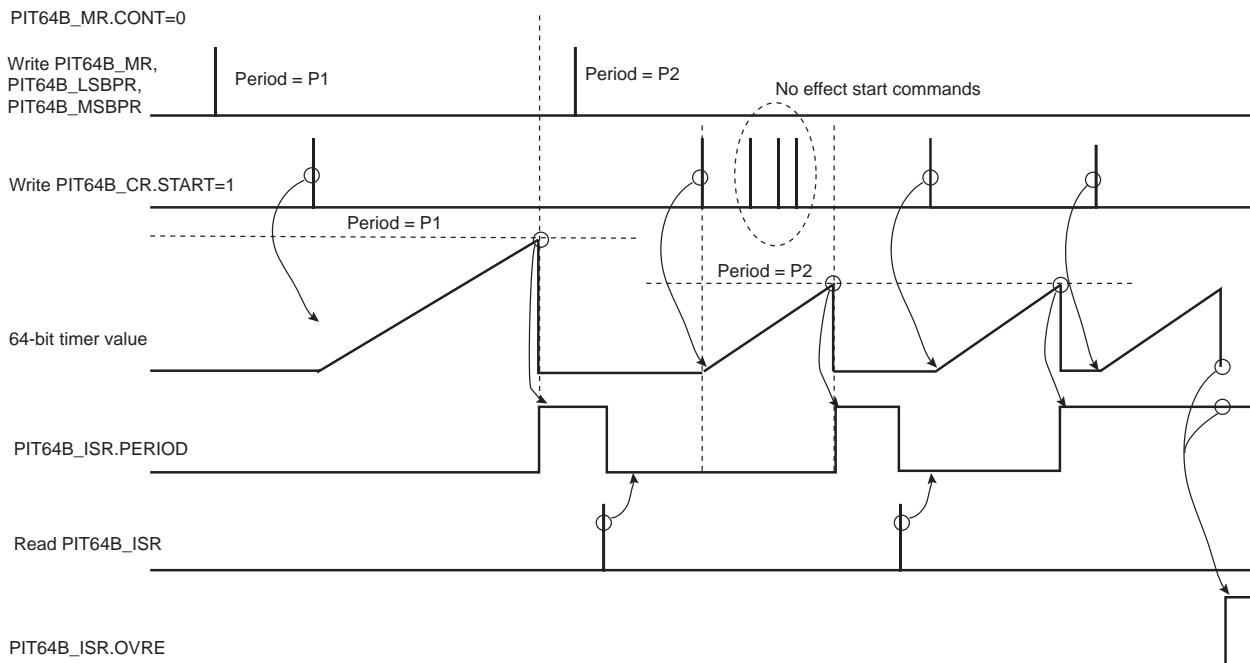 PIT64B_MR.CONT=0
Write PIT64B_MR,
PIT64B_LSBPR,
PIT64B_MSBPR
Period = P1
Period = P2
No effect start commands
Write PIT64B_CR.START=1
Period = P1
Period = P2
64-bit timer value
PIT64B_ISR.PERIOD
Read PIT64B_ISR
PIT64B_ISR.OVRE